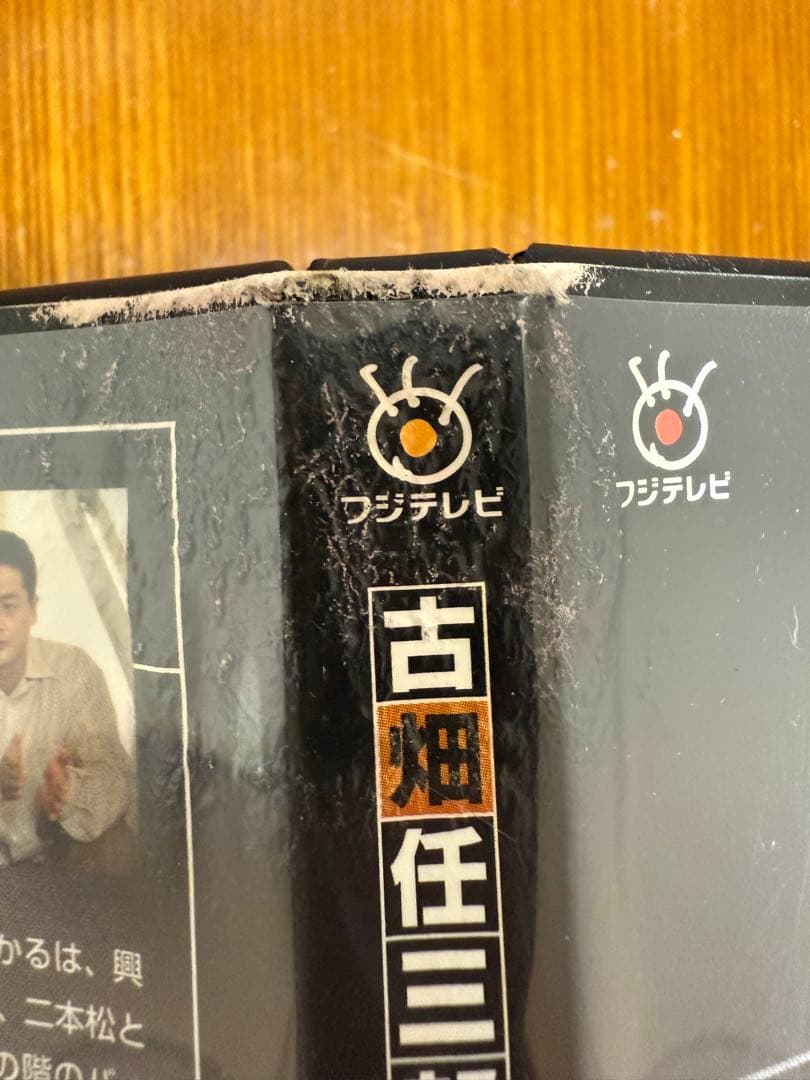 フジテレビ
古畑任三
フジテレビ
かるは、興
、二本松と
の階のバ